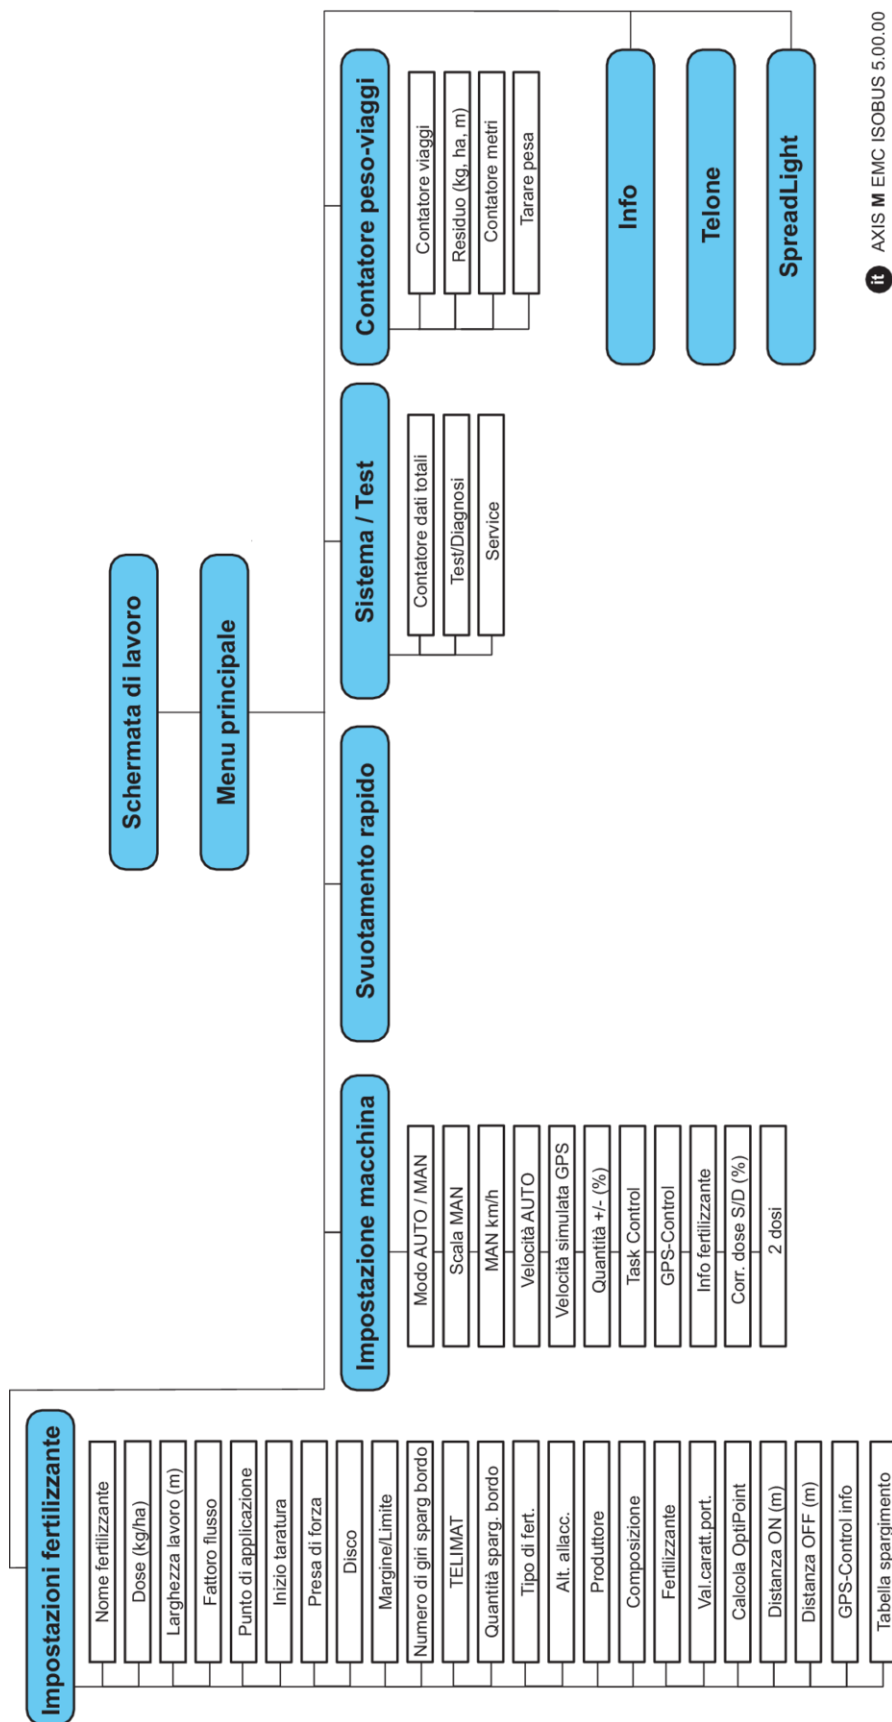 Schermata di lavoro
Menu principale
Impostazioni fertilizzante
Nome fertilizzante
Dose (kg/ha)
Larghezza lavoro (m)
Fattoro flusso
Punto di applicazione
Inizio taratura
Presa di forza
Disco
Margine/Limite
Numero di giri sparg bordo
TELIMAT
Quantità sparg. bordo
Tipo di fert.
Alt. allacc.
Produttore
Composizione
Fertilizzante
Val.caratt.port.
Calcola OptiPoint
Distanza ON (m)
Distanza OFF (m)
GPS-Control info
Tabella spargimento
Impostazione macchina
Modo AUTO / MAN
Scala MAN
MAN km/h
Velocità AUTO
Velocità simulata GPS
Quantità +/- (%)
Task Control
GPS-Control
Info fertilizzante
Corr. dose S/D (%)
2 dosi
Svuotamento rapido
Sistema / Test
Contatore dati totali
Test/Diagnosi
Service
Contatore peso-viaggi
Contatore viaggi
Residuo (kg, ha, m)
Contatore metri
Tarare pesa
Info
Telone
SpreadLight
it AXIS M EMC ISOBUS 5.00.00